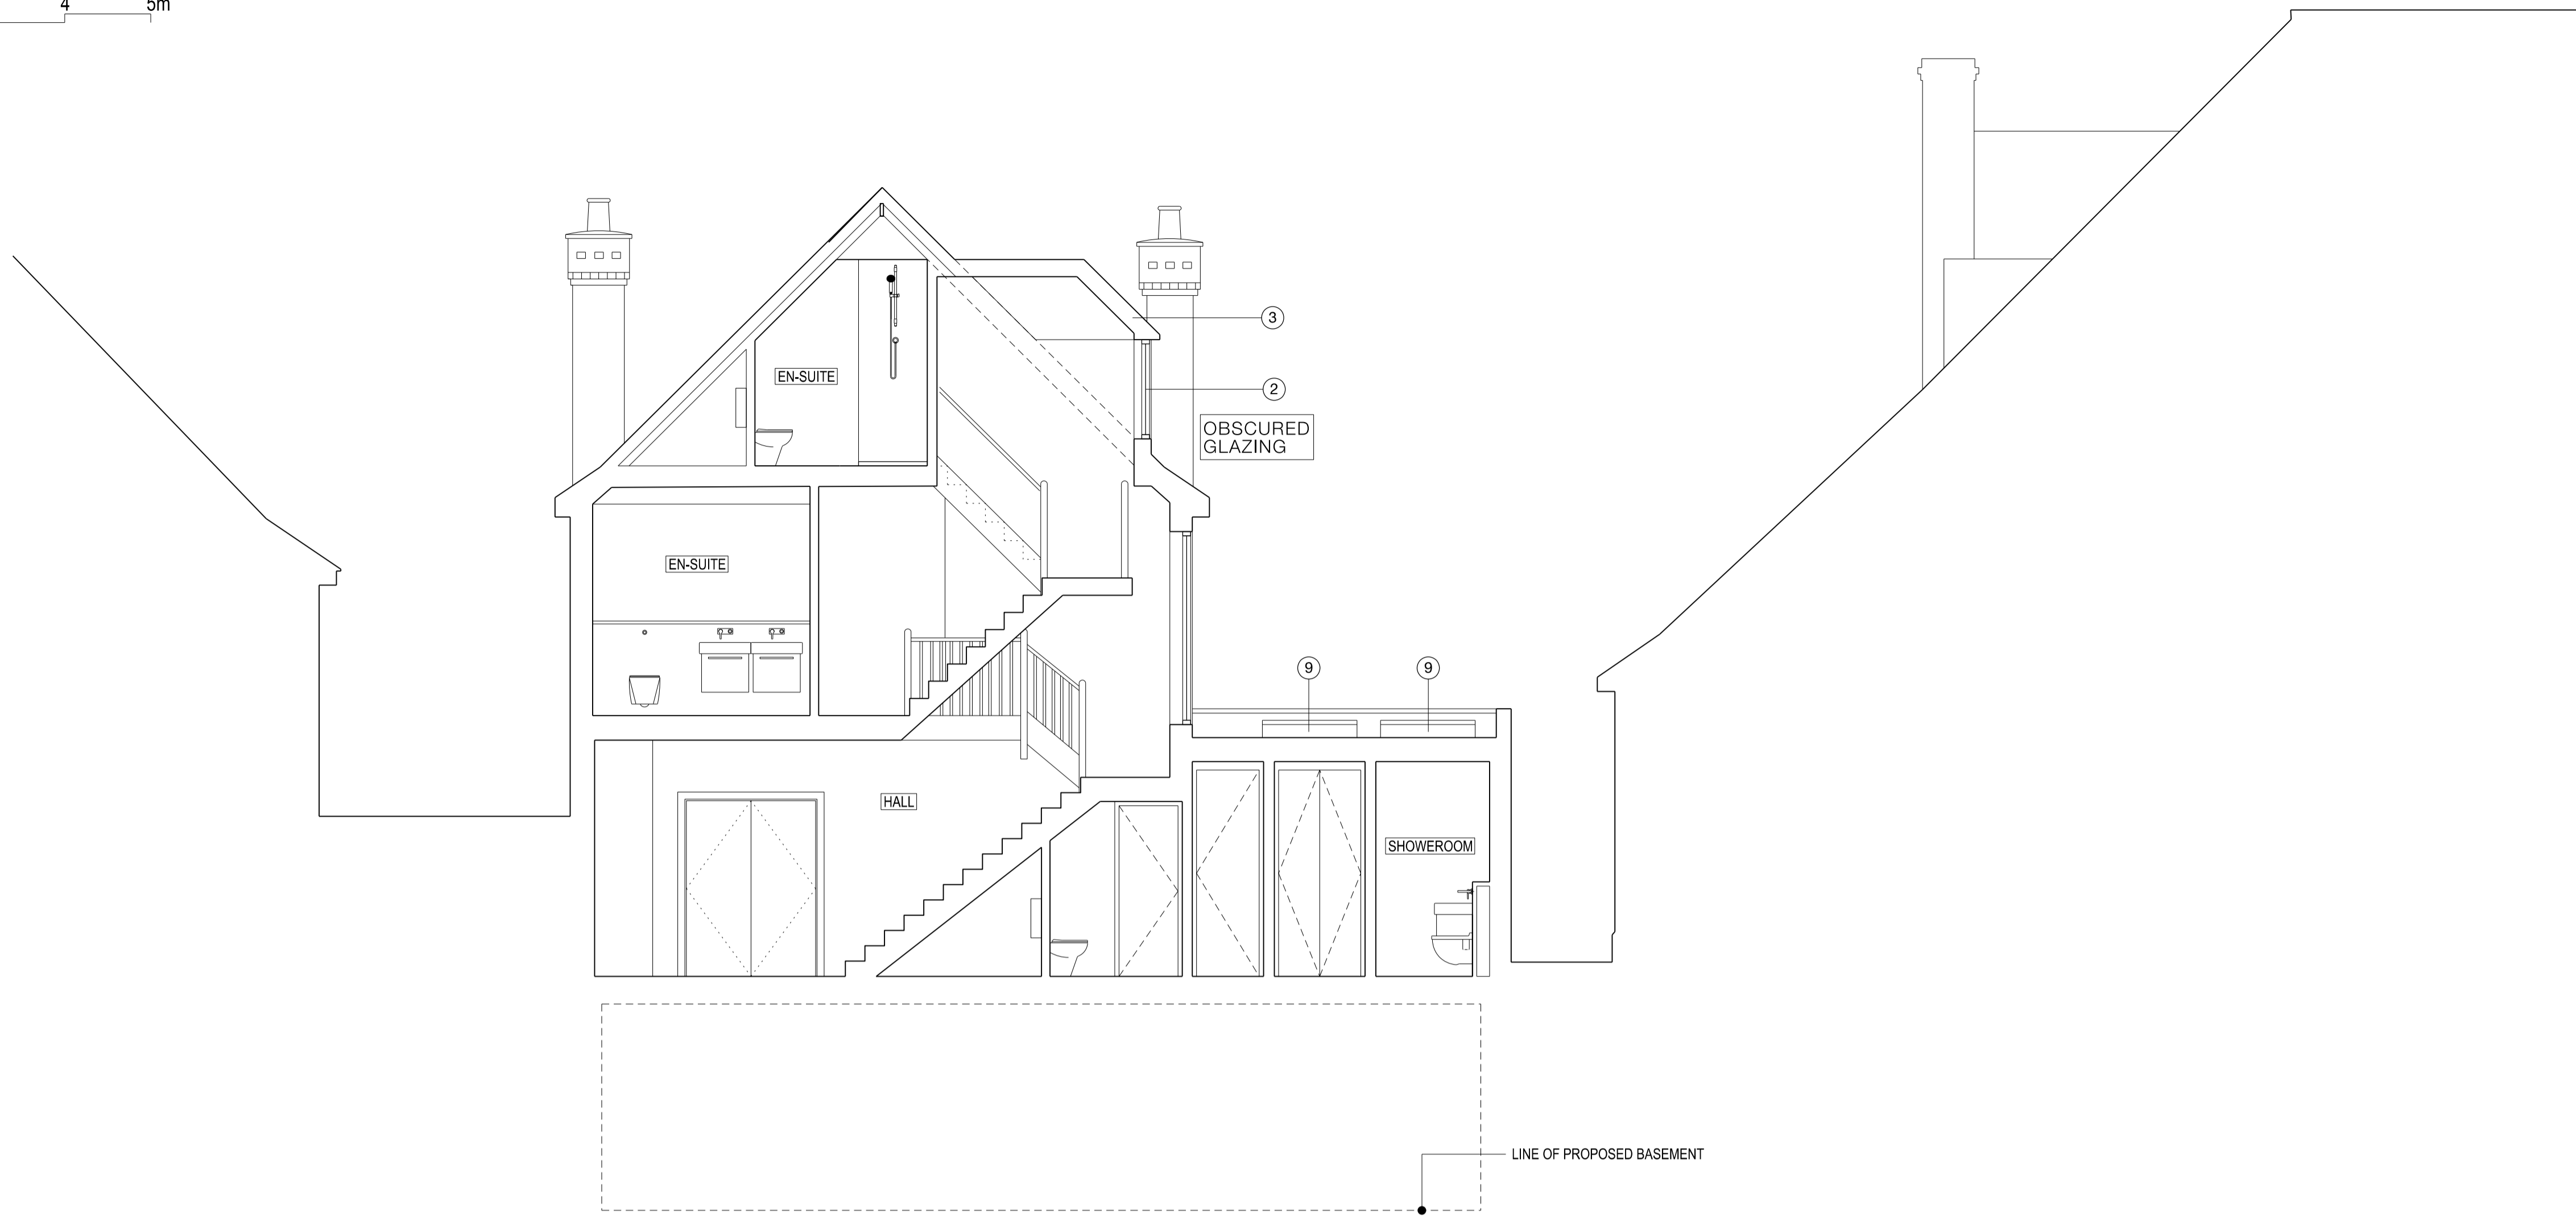 4 5m
3
EN-SUITE
2
OBSCURED
GLAZING
EN-SUITE
9 9
HALL
SHOWEROOM
LINE OF PROPOSED BASEMENT